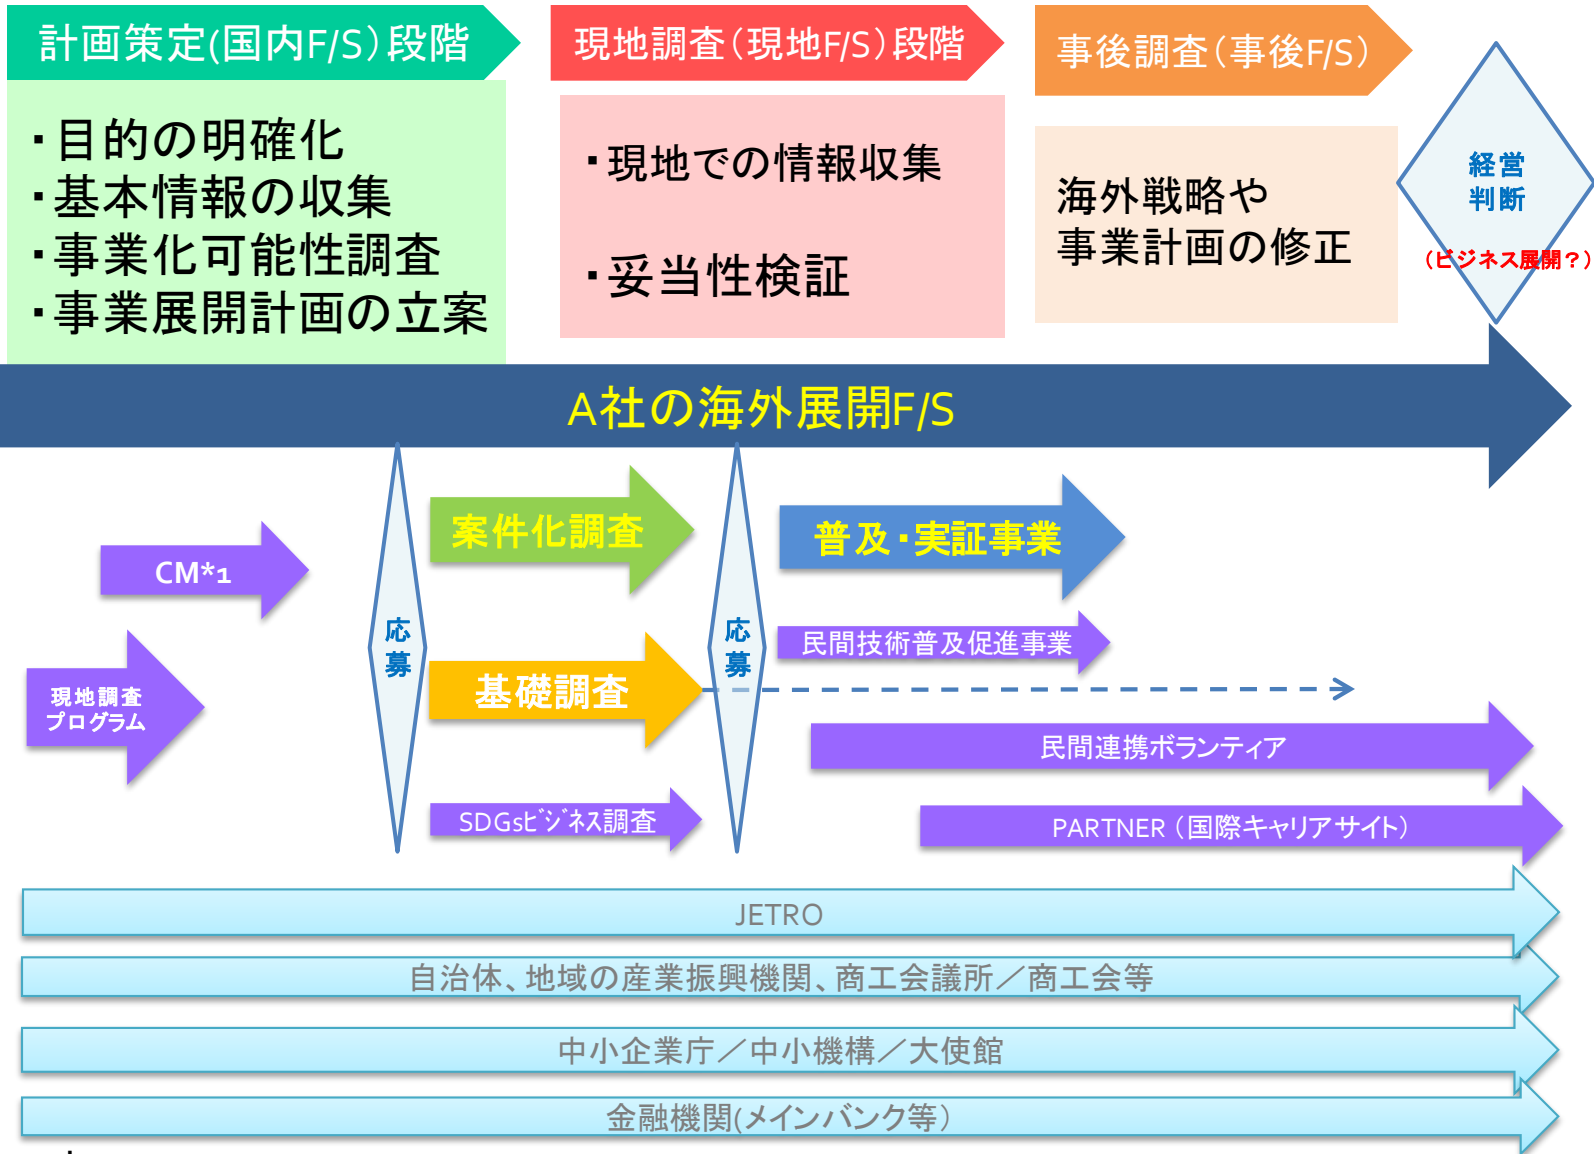 計画策定(国内F/S)段階
現地調査(現地F/S)段階
事後調査(事後F/S)
・目的の明確化
・基本情報の収集
・事業化可能性調査
・事業展開計画の立案
・現地での情報収集
・妥当性検証
海外戦略や
事業計画の修正
経営
判断
(ビジネス展開？)
A社の海外展開F/S
案件化調査
普及・実証事業
CM*1
応
募
応
募
民間技術普及促進事業
基礎調査
現地調査
プログラム
民間連携ボランティア
SDGsﾋﾞｼﾞﾈｽ調査
PARTNER(国際キャリアサイト)
JETRO
自治体、地域の産業振興機関、商工会議所／商工会等
中小企業庁／中小機構／大使館
金融機関(メインバンク等)